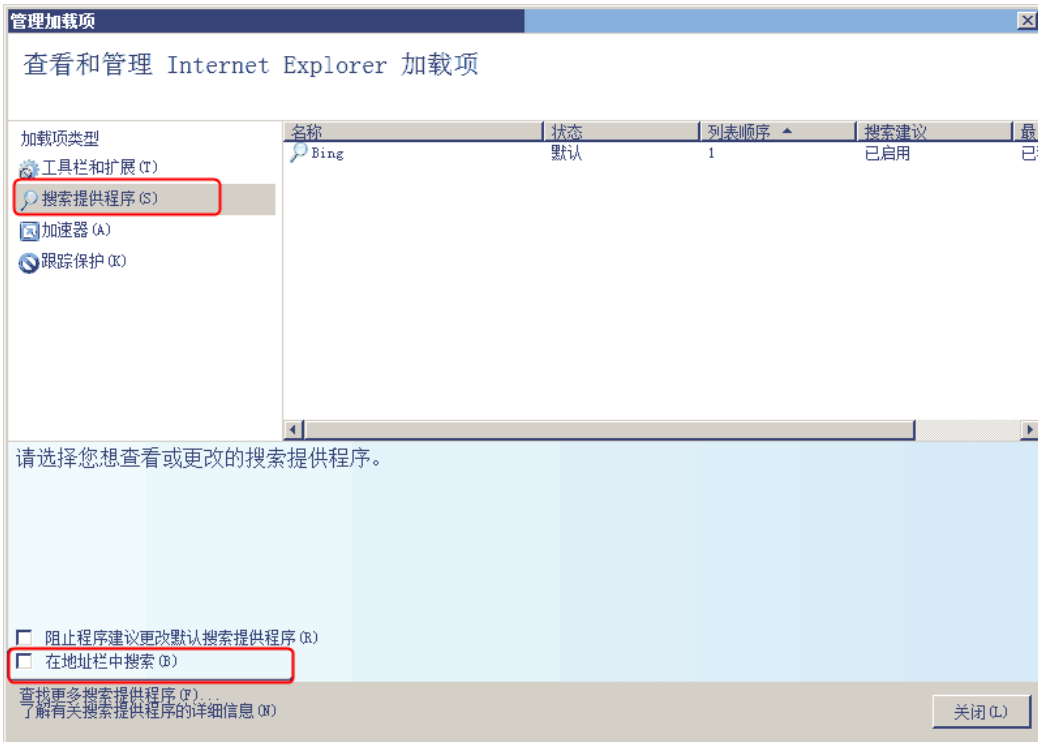 管理加载项
查看和管理 Internet Explorer 加载项
加载项类型
工具栏和扩展(T)
搜索提供程序(S)
加速器(A)
跟踪保护(K)
名称 状态 列表顺序 搜索建议 最
Bing 默认 1 已启用
请选择您想查看或更改的搜索提供程序。
阻止程序建议更改默认搜索提供程序(R)
在地址栏中搜索(B)
查找更多搜索提供程序(F)...
了解有关搜索提供程序的详细信息(N)
关闭(L)